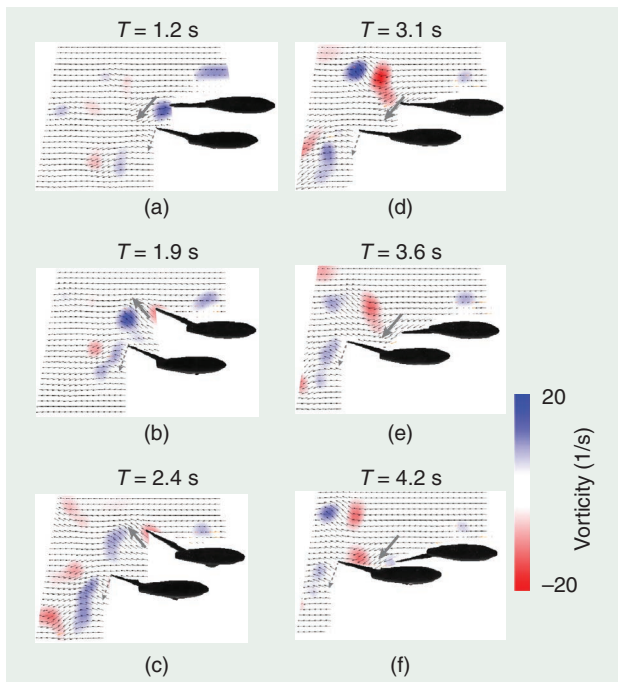 T = 1.2 s
(a)
T = 1.9 s
(b)
T = 2.4 s
(c)
T = 3.1 s
(d)
T = 3.6 s
(e)
T = 4.2 s
(f)
20
Vorticity (1/s)
–20